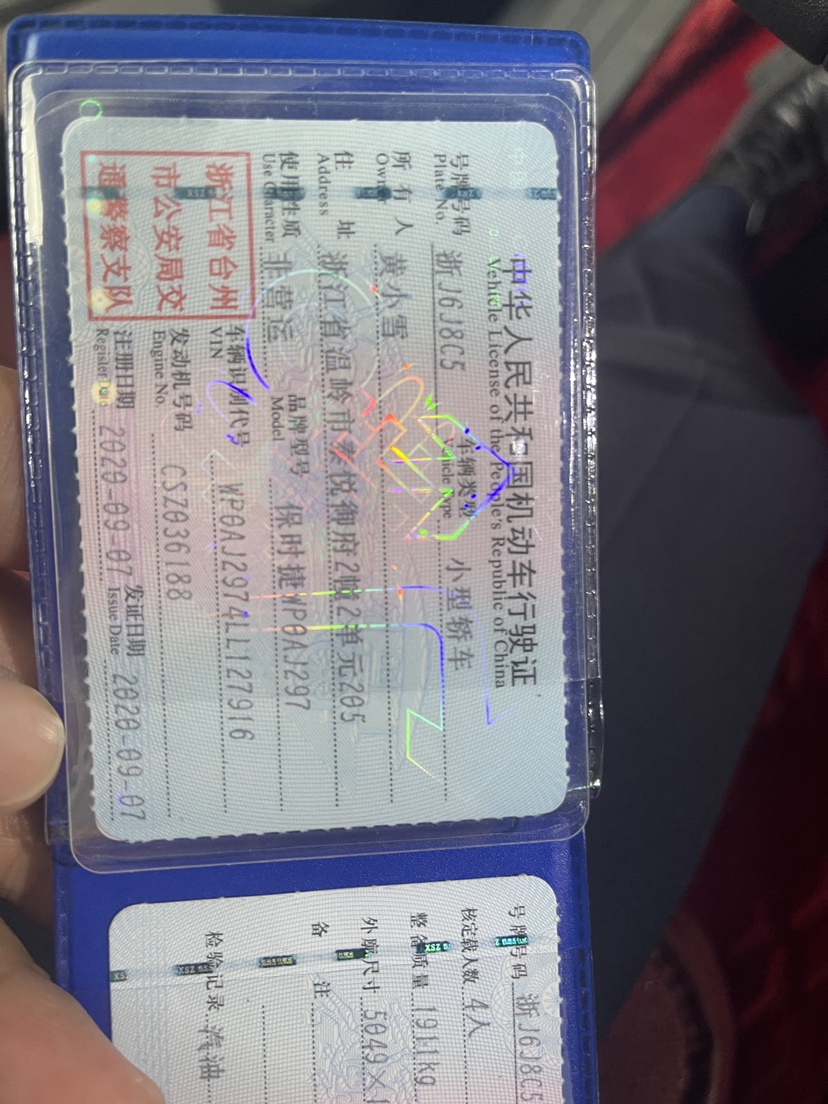 中华人民共和国机动车行驶证
Vehicle License of the People's Republic of China
号牌号码 浙J6J8C5 车辆类型 小型轿车
Plate No. Vehicle Type
所有人 黄小雪
Owner
住址 浙江省温岭市泰悦御府2幢2单元205
Address
使用性质 非营运 品牌型号 保时捷WP0AJ297
Use Character Model
浙江省台州
市公安局交
通警察支队
车辆识别代号 WP0AJ2974LL127916
VIN
发动机号码 CSZ036188
Engine No.
注册日期 2020-09-07 发证日期 2020-09-07
Register Date Issue Date
号牌号码 浙J6J8C5
核定载人数 4人
整备质量 1911kg
外廓尺寸 5049×1
备注
检验记录 汽油